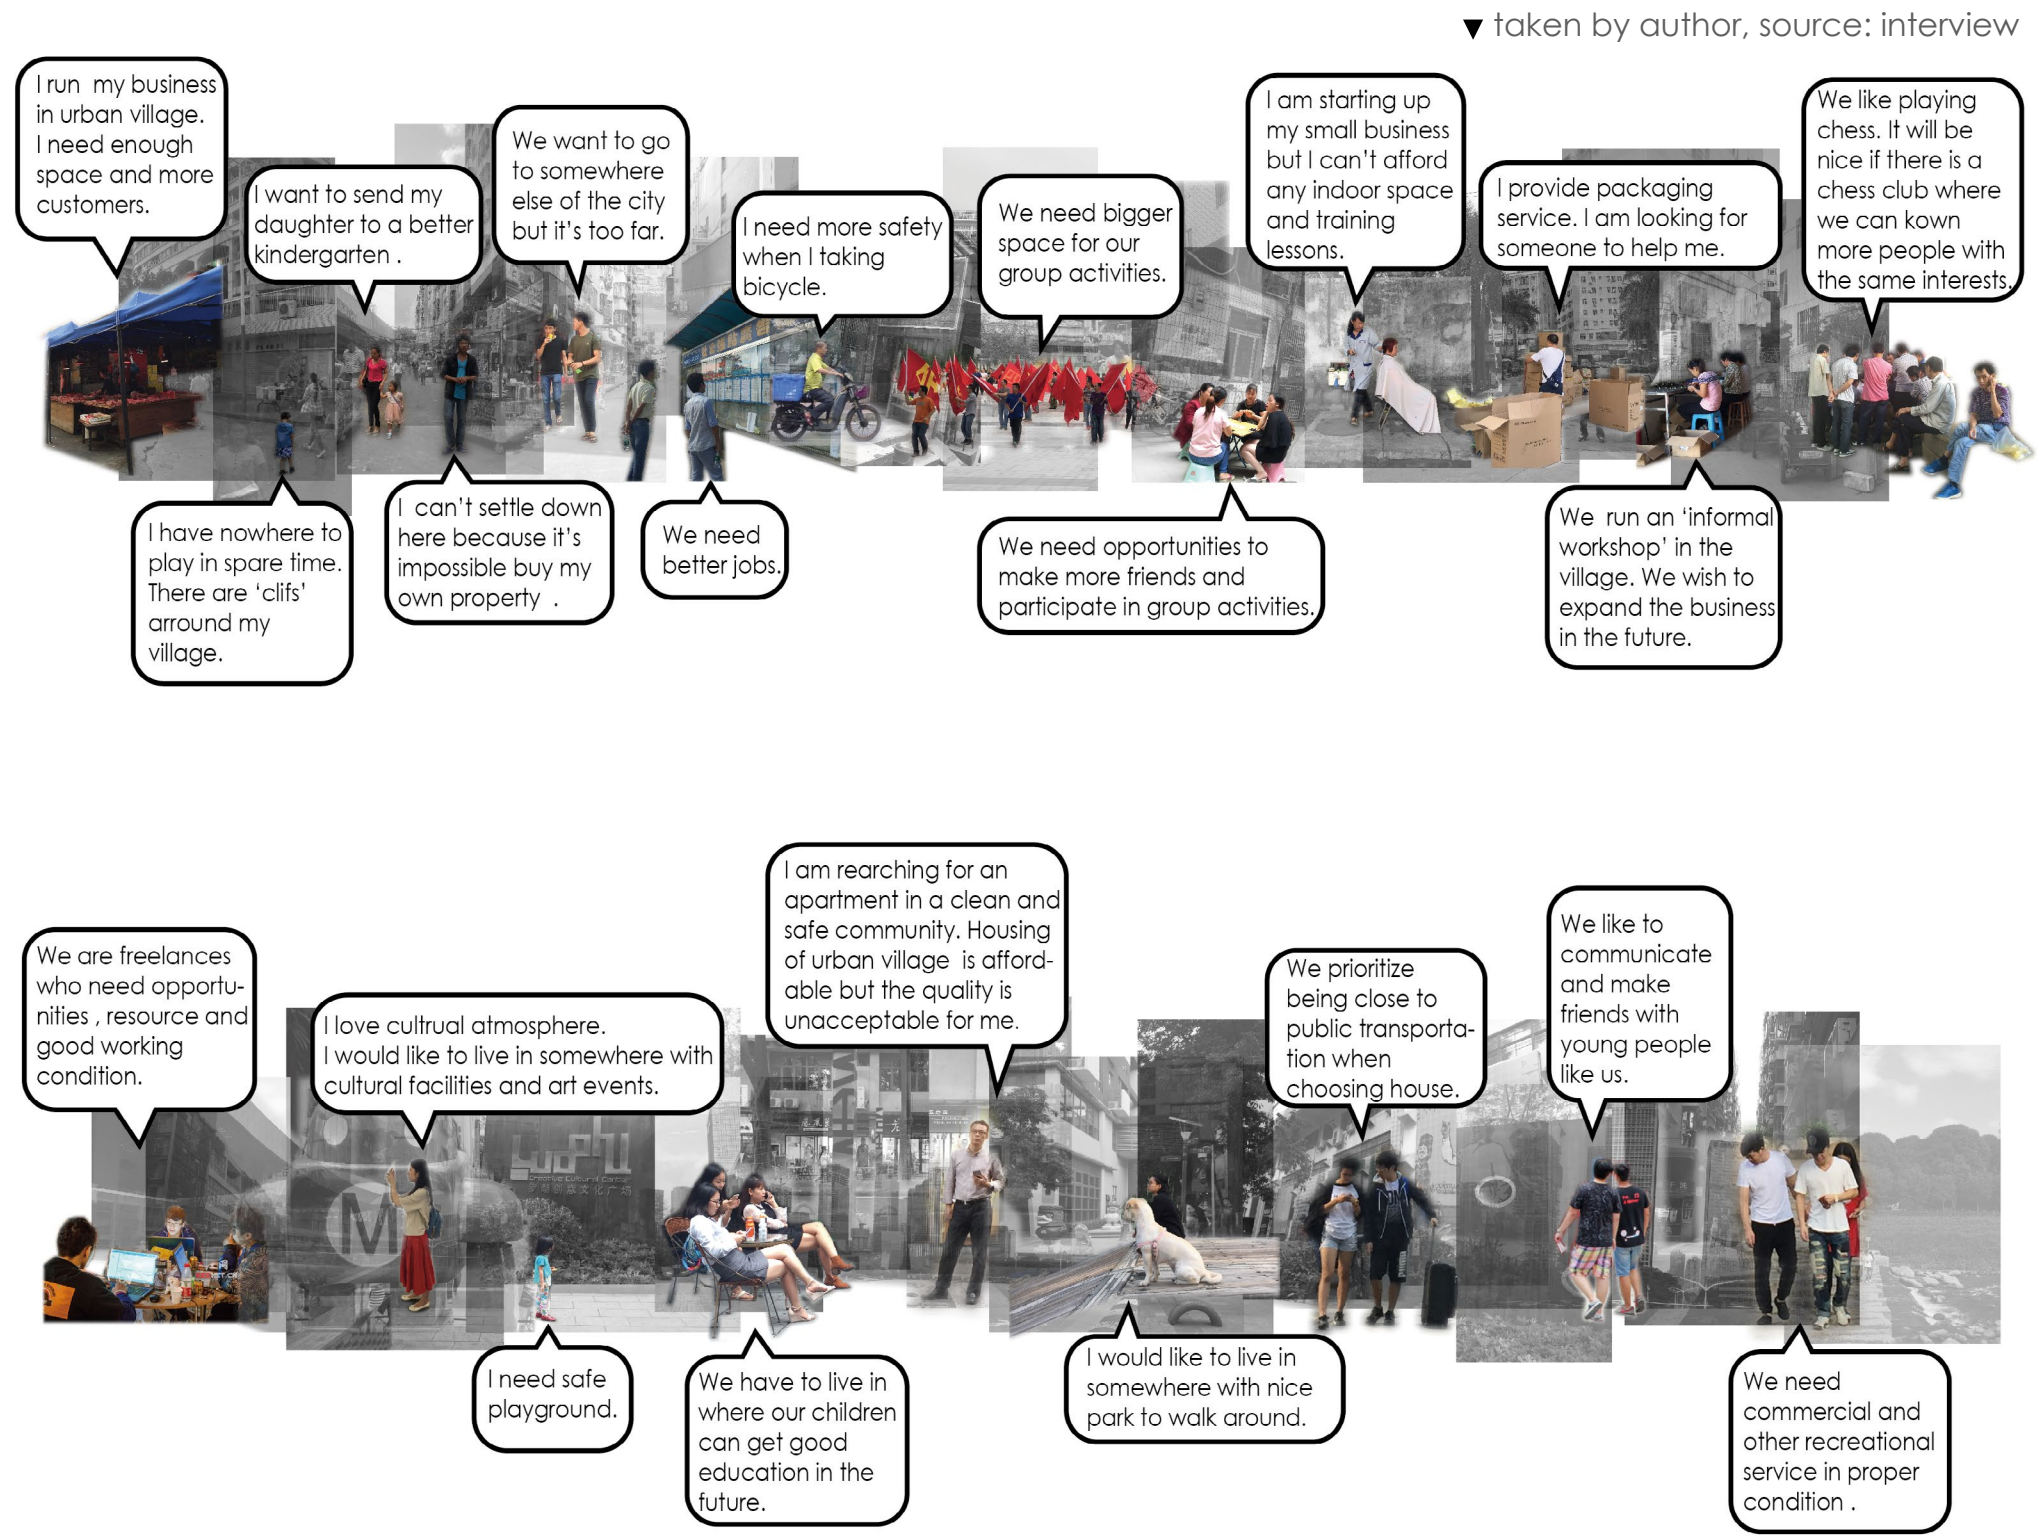 ▼ taken by author, source: interview
I run my business
in urban village.
I need enough
space and more
customers.
I want to send my
daughter to a better
kindergarten .
We want to go
to somewhere
else of the city
but it's too far.
I need more safety
when I taking
bicycle.
We need bigger
space for our
group activities.
I am starting up
my small business
but I can't afford
any indoor space
and training
lessons.
I provide packaging
service. I am looking for
someone to help me.
We like playing
chess. It will be
nice if there is a
chess club where
we can kown
more people with
the same interests.
I have nowhere to
play in spare time.
There are 'clifs'
arround my
village.
I can't settle down
here because it's
impossible buy my
own property .
We need
better jobs.
We need opportunities to
make more friends and
participate in group activities.
We run an 'informal
workshop' in the
village. We wish to
expand the business
in the future.
We are freelances
who need opportu-
nities , resource and
good working
condition.
I love cultrual atmosphere.
I would like to live in somewhere with
cultural facilities and art events.
I am rearching for an
apartment in a clean and
safe community. Housing
of urban village is afford-
able but the quality is
unacceptable for me.
We prioritize
being close to
public transporta-
tion when
choosing house.
We like to
communicate
and make
friends with
young people
like us.
M
Creative Cultural Center
创意文化广场
I need safe
playground.
We have to live in
where our children
can get good
education in the
future.
I would like to live in
somewhere with nice
park to walk around.
We need
commercial and
other recreational
service in proper
condition .